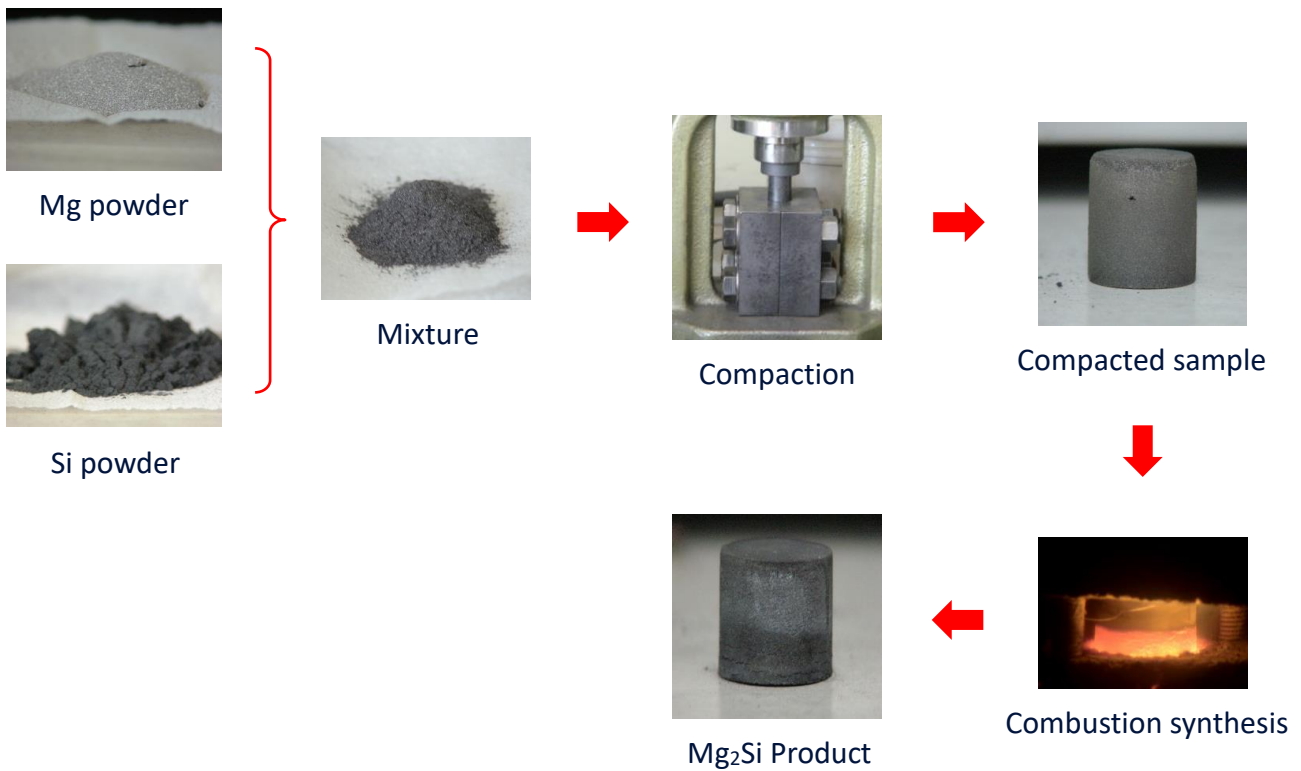 Mg powder
Si powder
Mixture
Compaction
Compacted sample
Combustion synthesis
Mg₂Si Product